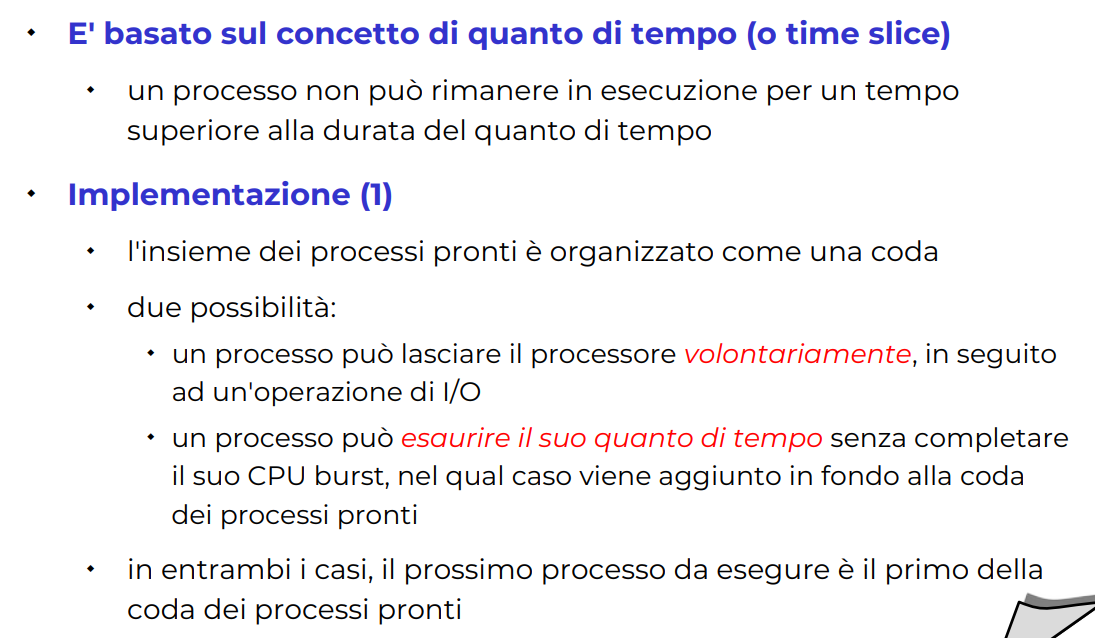 E' basato sul concetto di quanto di tempo (o time slice)
un processo non può rimanere in esecuzione per un tempo
superiore alla durata del quanto di tempo
Implementazione (1)
l'insieme dei processi pronti è organizzato come una coda
due possibilità:
un processo può lasciare il processore volontariamente, in seguito
ad un'operazione di I/O
un processo può esaurire il suo quanto di tempo senza completare
il suo CPU burst, nel qual caso viene aggiunto in fondo alla coda
dei processi pronti
in entrambi i casi, il prossimo processo da esegure è il primo della
coda dei processi pronti